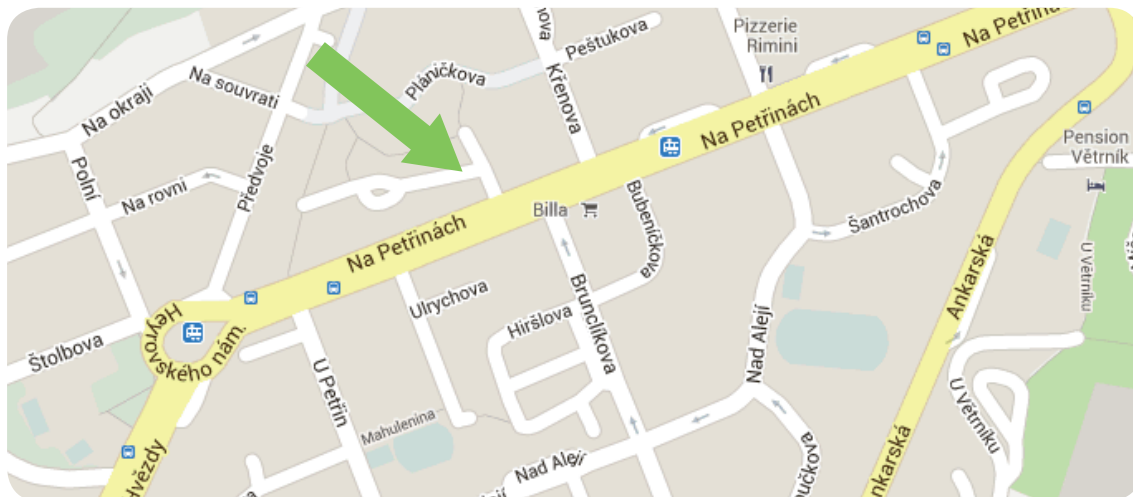 Na Petřinách
Pizzerie
Rimini
Peštukova
Křenova
Pláničkova
Na souvrati
Na okraji
Polní
Předvoje
Na rovni
Na Petřinách
Pension
Větrník
Billa
Bubeníčkova
Šantrochova
Na Petřinách
Ankarská
U Větrníku
Ulrychova
Brunclíkova
Hiršlova
Heyrovského nám.
Štolbova
Nad Alejí
U Petřin
Mahulenina
U Větrníku
Nad Alejí
Ankarská
Hvězdy